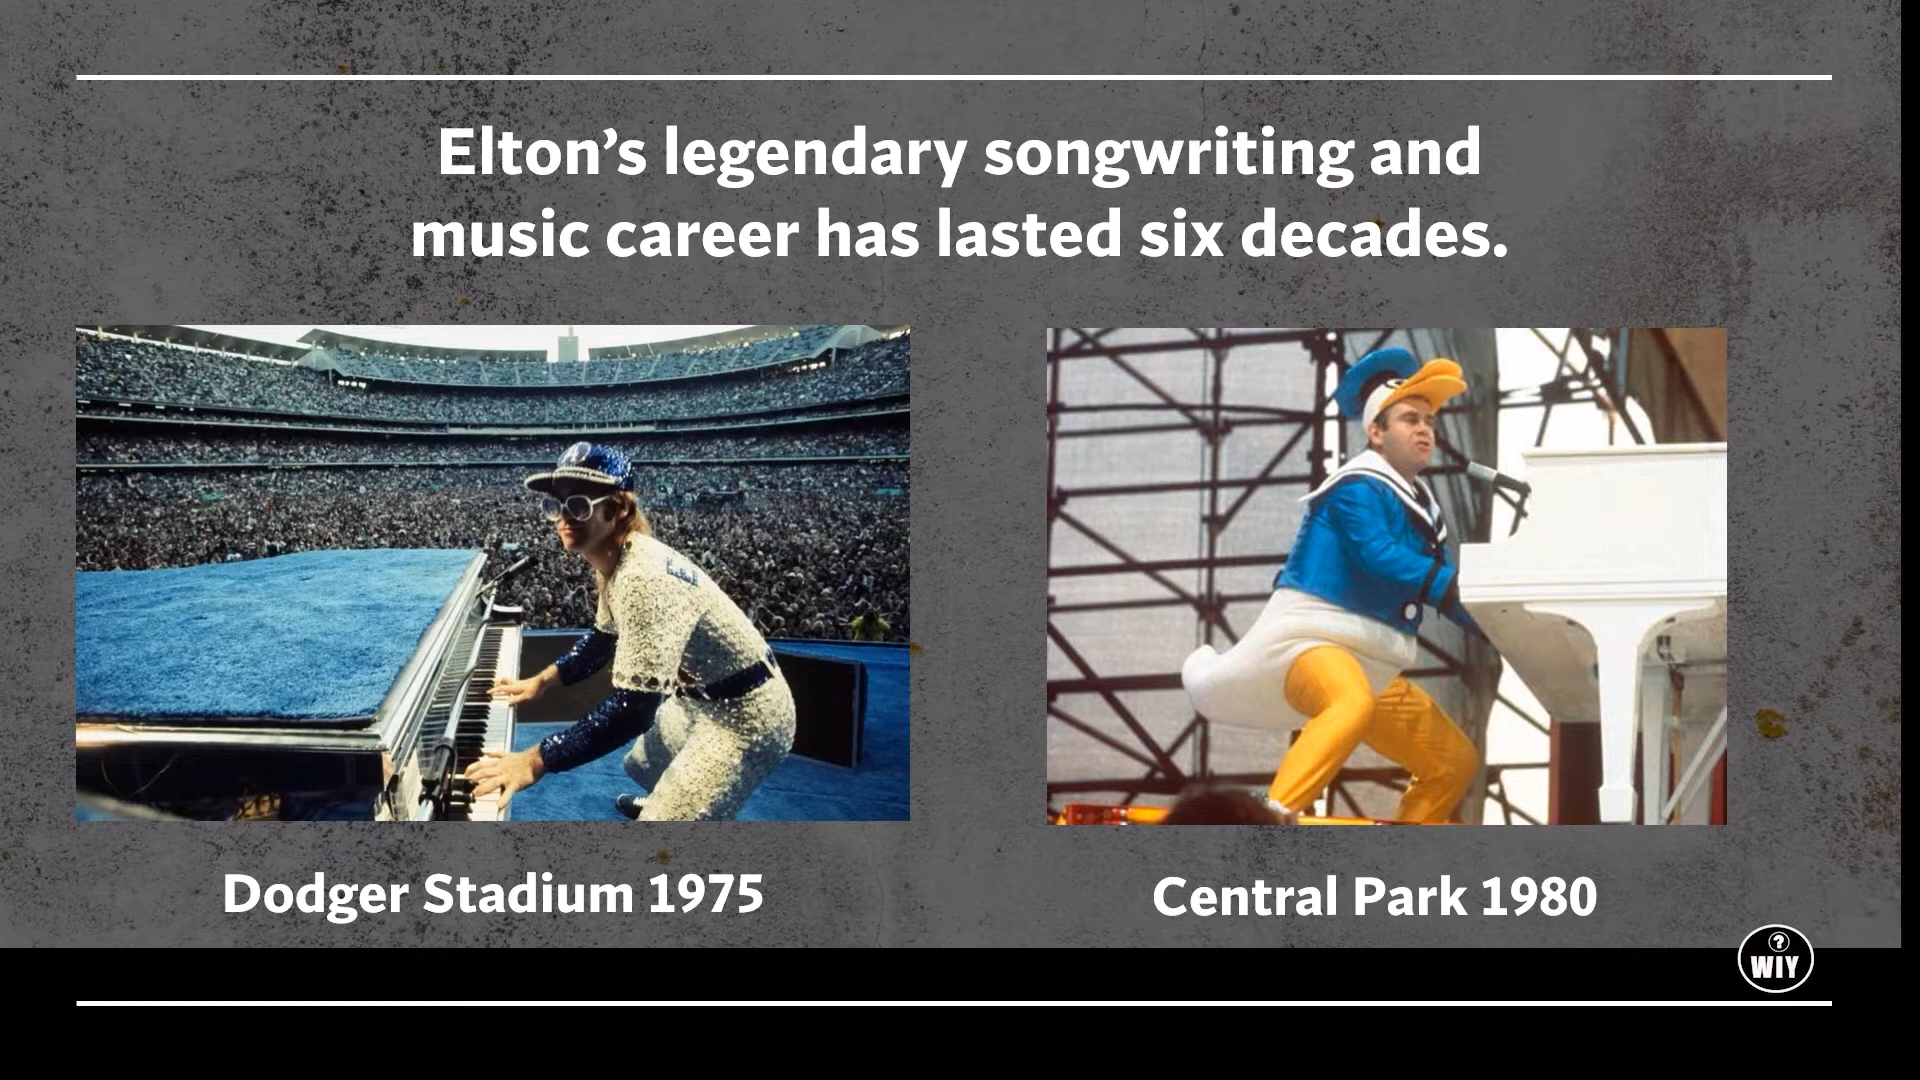 Elton’s legendary songwriting and
music career has lasted six decades.
Dodger Stadium 1975
Central Park 1980
?
WIY